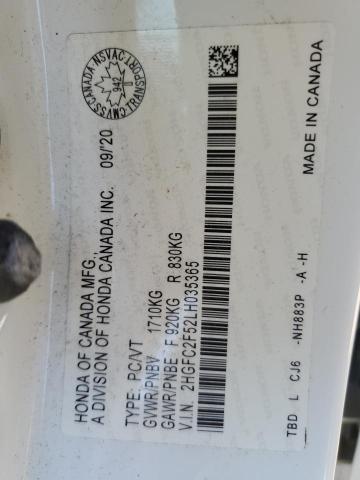 HONDA OF CANADA MFG.,
A DIVISION OF HONDA CANADA INC. 09/'20
TYPE: PC/VT
GVWR/PNBV 1710KG
GAWR/PNBE F 920KG R 830KG
V.I.N. 2HGFC2F52LH035365
TBD L CJ6 -NH883P -A -H MADE IN CANADA
CANADA · NSVAC
TRANSPORT
CMVSS
942